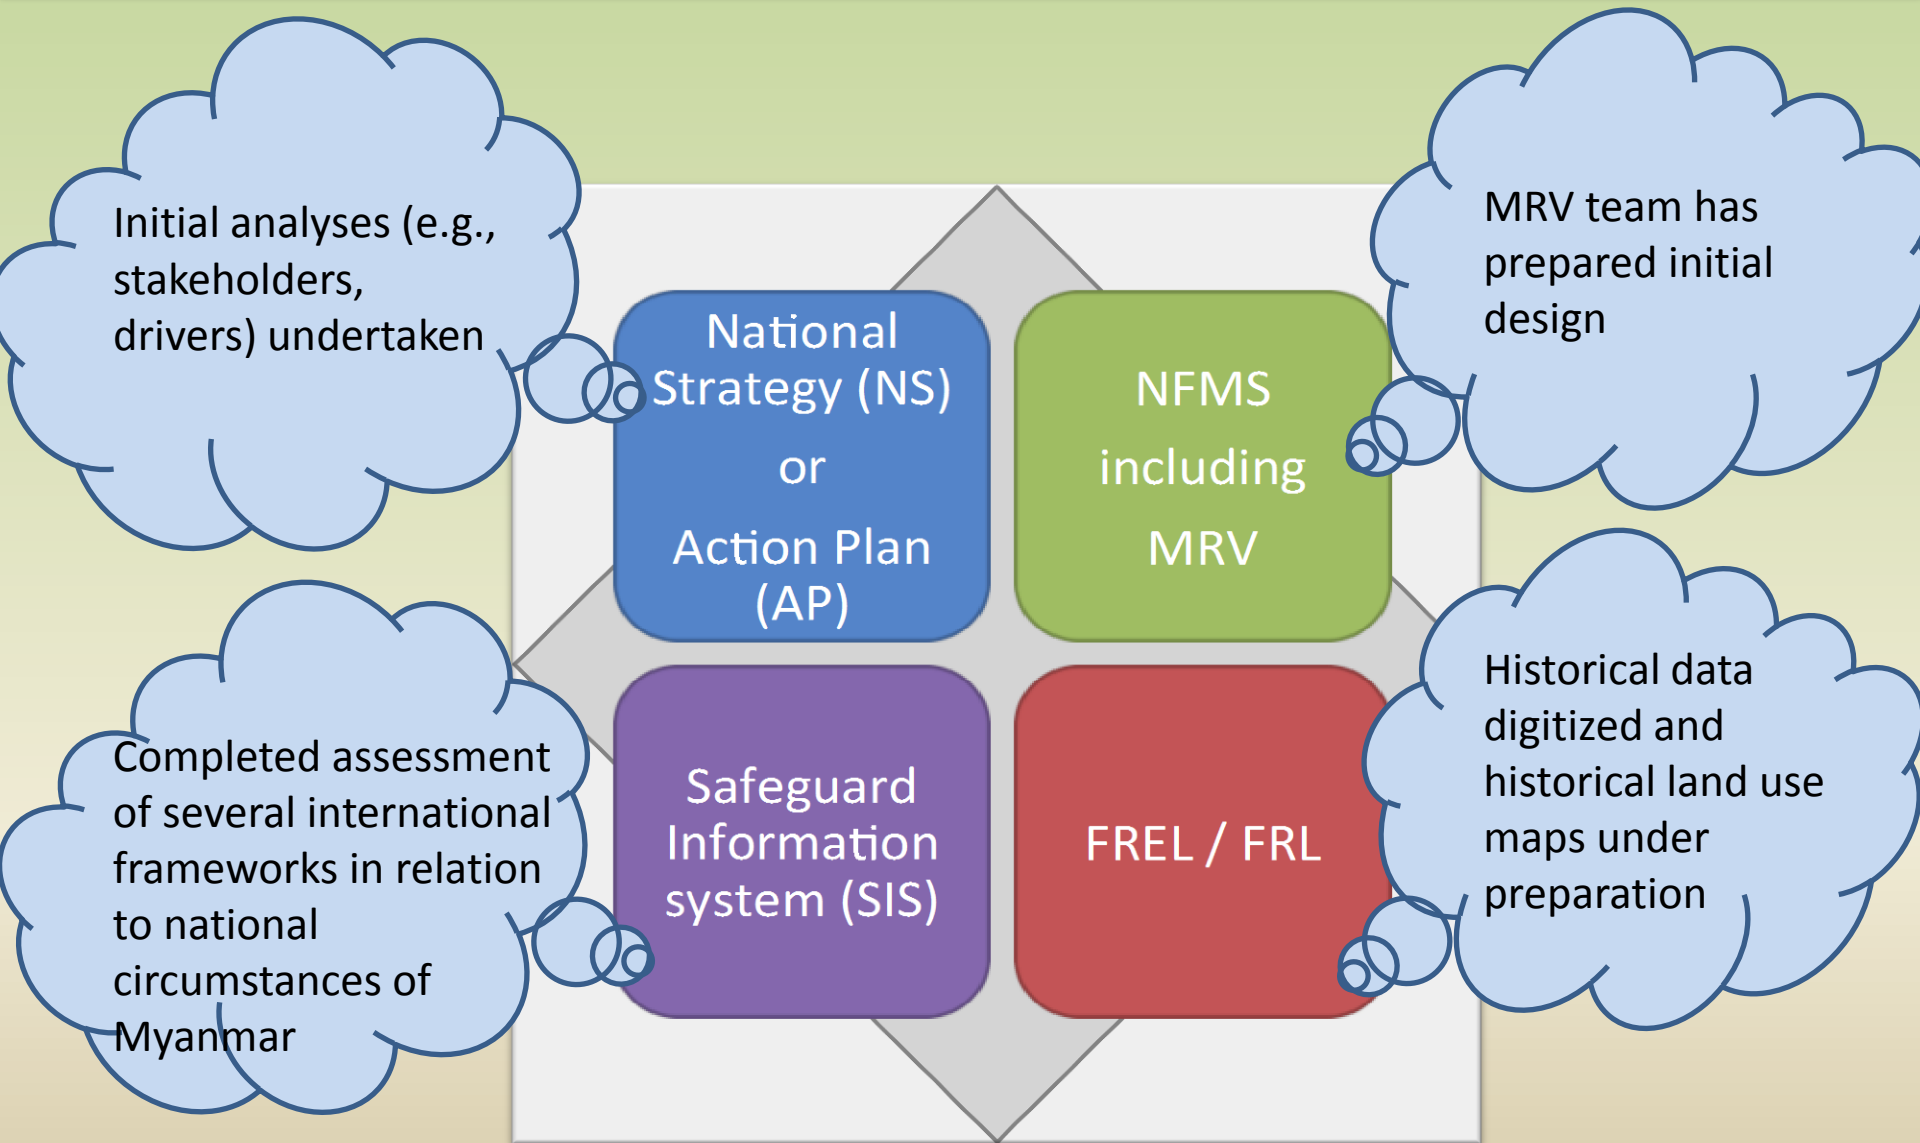 Initial analyses (e.g.,
stakeholders,
drivers) undertaken
National
Strategy (NS)
or
Action Plan
(AP)
NFMS
including
MRV
MRV team has
prepared initial
design
Completed assessment
of several international
frameworks in relation
to national
circumstances of
Myanmar
Safeguard
Information
system (SIS)
FREL / FRL
Historical data
digitized and
historical land use
maps under
preparation